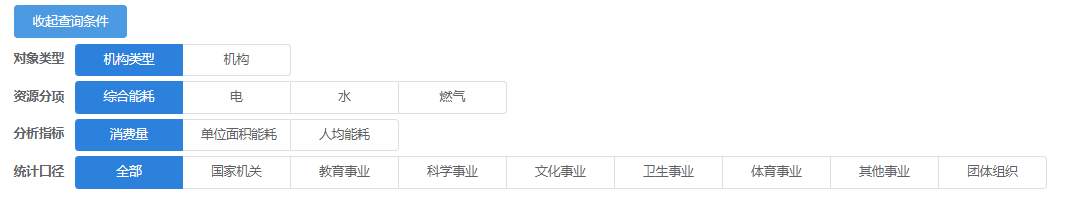 收起查询条件
对象类型 机构类型 机构
资源分项 综合能耗 电 水 燃气
分析指标 消费量 单位面积能耗 人均能耗
统计口径 全部 国家机关 教育事业 科学事业 文化事业 卫生事业 体育事业 其他事业 团体组织